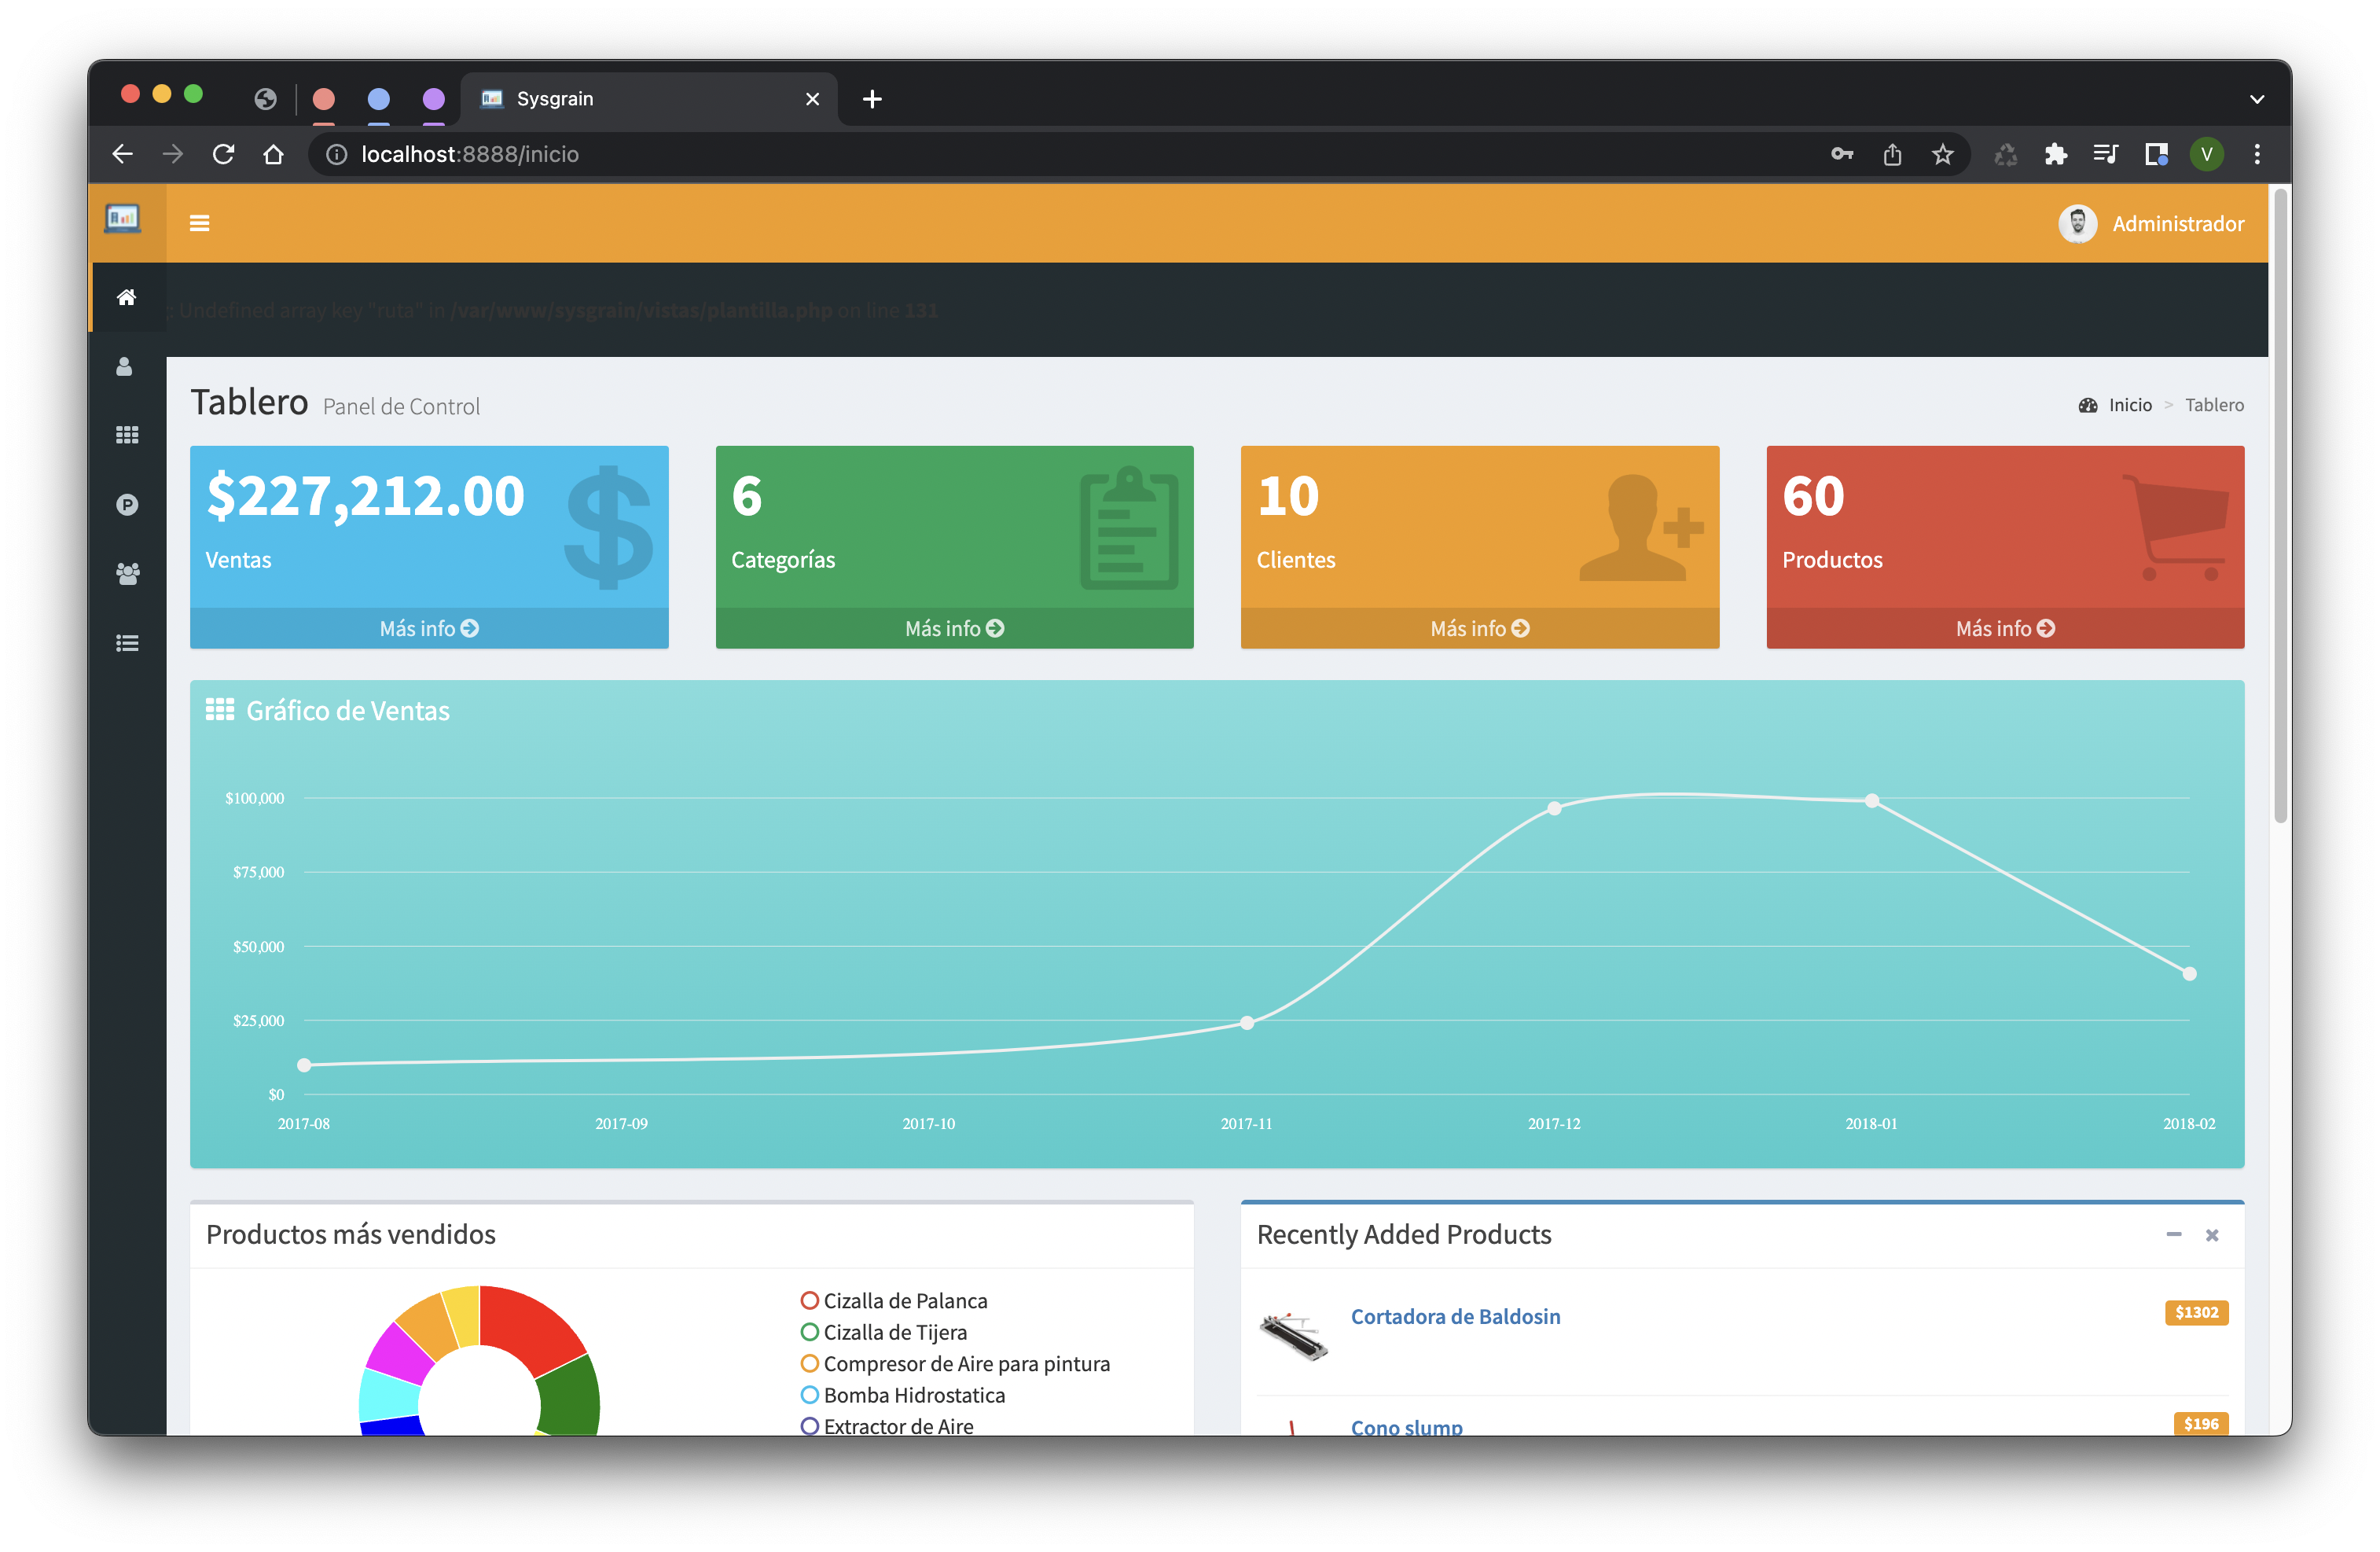 Sysgrain
localhost:8888/inicio
V
Administrador
: Undefined array key "ruta" in /var/www/sysgrain/vistas/plantilla.php on line 131
Tablero Panel de Control
Inicio > Tablero
$227,212.00
Ventas
Más info
6
Categorías
Más info
10
Clientes
Más info
60
Productos
Más info
P
Gráfico de Ventas
$100,000
$75,000
$50,000
$25,000
$0
2017-08 2017-09 2017-10 2017-11 2017-12 2018-01 2018-02
Productos más vendidos
Cizalla de Palanca
Cizalla de Tijera
Compresor de Aire para pintura
Bomba Hidrostatica
Extractor de Aire
Recently Added Products
Cortadora de Baldosin $1302
Cono slump $196